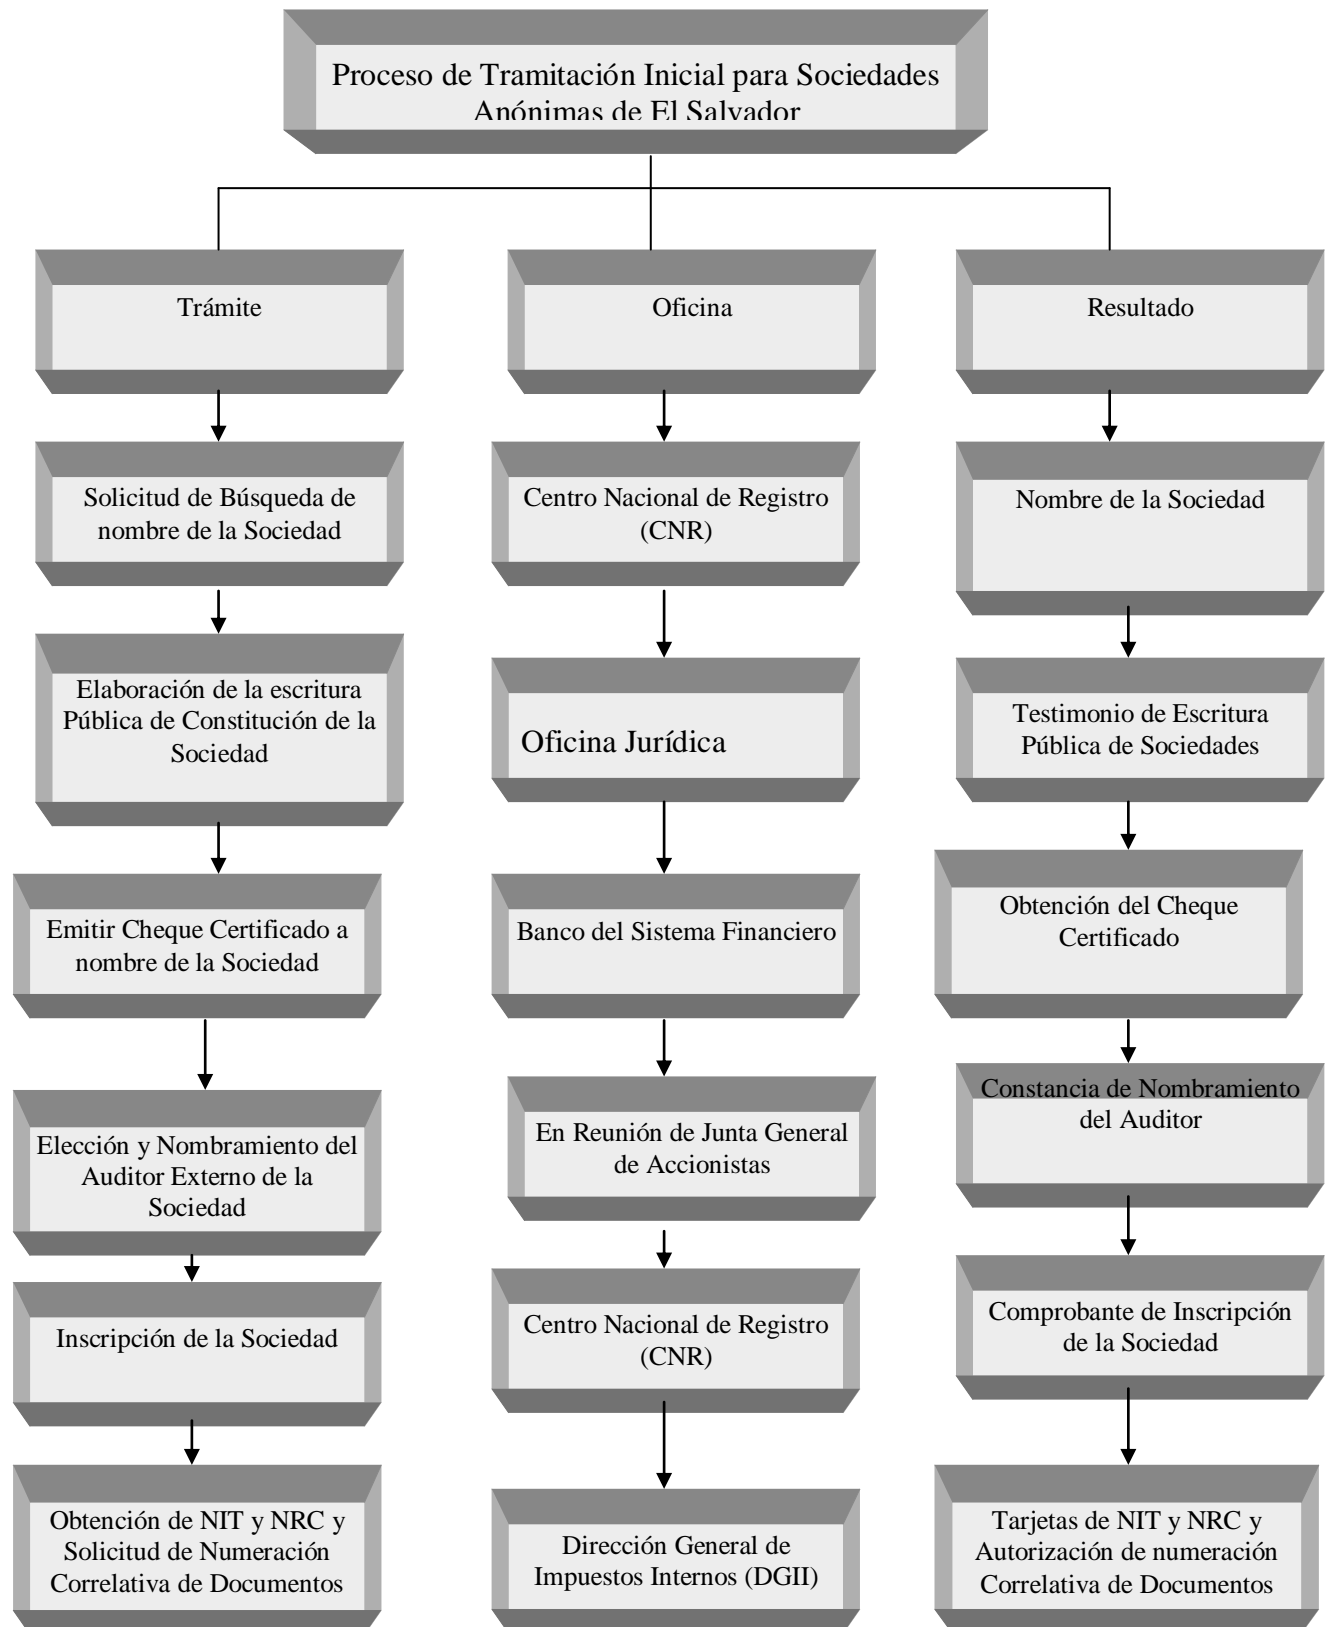 Proceso de Tramitación Inicial para Sociedades
Anónimas de El Salvador
Trámite
Oficina
Resultado
Solicitud de Búsqueda de
nombre de la Sociedad
Centro Nacional de Registro
(CNR)
Nombre de la Sociedad
Elaboración de la escritura
Pública de Constitución de la
Sociedad
Oficina Jurídica
Testimonio de Escritura
Pública de Sociedades
Emitir Cheque Certificado a
nombre de la Sociedad
Banco del Sistema Financiero
Obtención del Cheque
Certificado
Elección y Nombramiento del
Auditor Externo de la
Sociedad
En Reunión de Junta General
de Accionistas
Constancia de Nombramiento
del Auditor
Inscripción de la Sociedad
Centro Nacional de Registro
(CNR)
Comprobante de Inscripción
de la Sociedad
Obtención de NIT y NRC y
Solicitud de Numeración
Correlativa de Documentos
Dirección General de
Impuestos Internos (DGII)
Tarjetas de NIT y NRC y
Autorización de numeración
Correlativa de Documentos